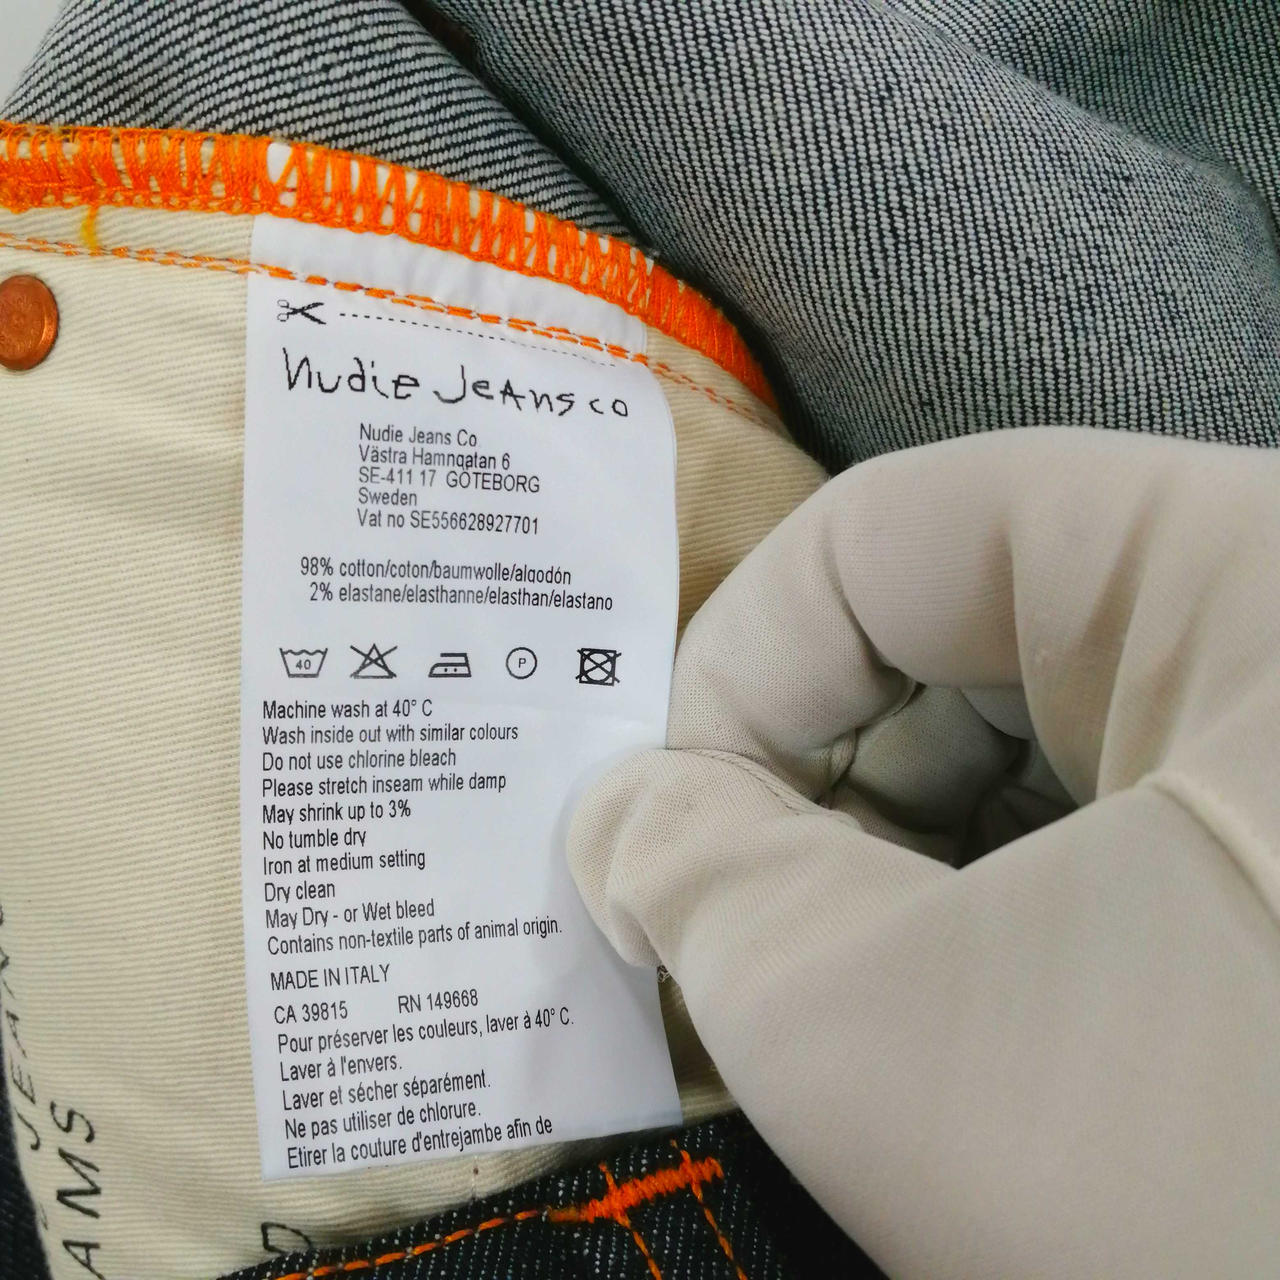 Nudie Jeans co
Nudie Jeans Co
Västra Hamngatan 6
SE-411 17 GÖTEBORG
Sweden
Vat no SE556628927701
98% cotton/coton/baumwolle/algodón
2% elastane/elasthanne/elasthan/elastano
40
P
Machine wash at 40° C
Wash inside out with similar colours
Do not use chlorine bleach
Please stretch inseam while damp
May shrink up to 3%
No tumble dry
Iron at medium setting
Dry clean
May Dry - or Wet bleed
Contains non-textile parts of animal origin.
MADE IN ITALY
CA 39815 RN 149668
Pour préserver les couleurs, laver à 40° C.
Laver à l'envers.
Laver et sécher séparément.
Ne pas utiliser de chlorure.
Etirer la couture d'entrejambe afin de